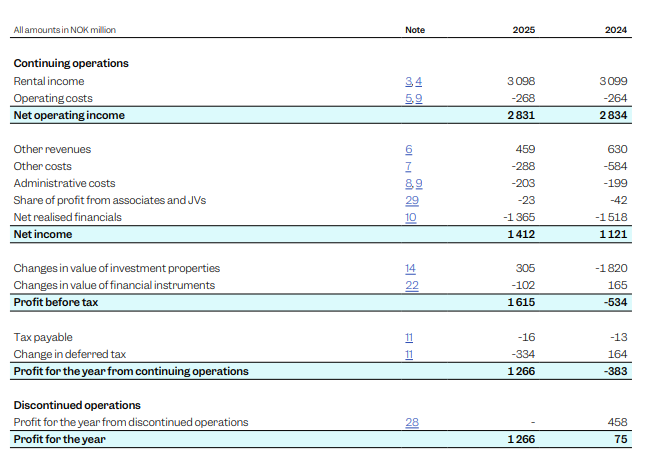 All amounts in NOK million Note 2025 2024
Continuing operations
Rental income 3,4 3 098 3 099
Operating costs 5,9 -268 -264
Net operating income 2 831 2 834
Other revenues 6 459 630
Other costs 7 -288 -584
Administrative costs 8,9 -203 -199
Share of profit from associates and JVs 29 -23 -42
Net realised financials 10 -1 365 -1 518
Net income 1 412 1 121
Changes in value of investment properties 14 305 -1 820
Changes in value of financial instruments 22 -102 165
Profit before tax 1 615 -534
Tax payable 11 -16 -13
Change in deferred tax 11 -334 164
Profit for the year from continuing operations 1 266 -383
Discontinued operations
Profit for the year from discontinued operations 28 - 458
Profit for the year 1 266 75